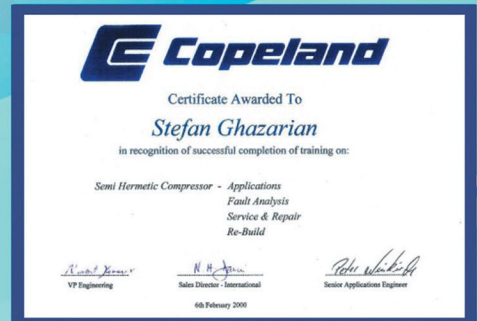 Copeland
Certificate Awarded To
Stefan Ghazarian
in recognition of successful completion of training on:
Semi Hermetic Compressor - Applications
Fault Analysis
Service & Repair
Re-Build
VP Engineering
Sales Director - International
Senior Applications Engineer
6th February 2000